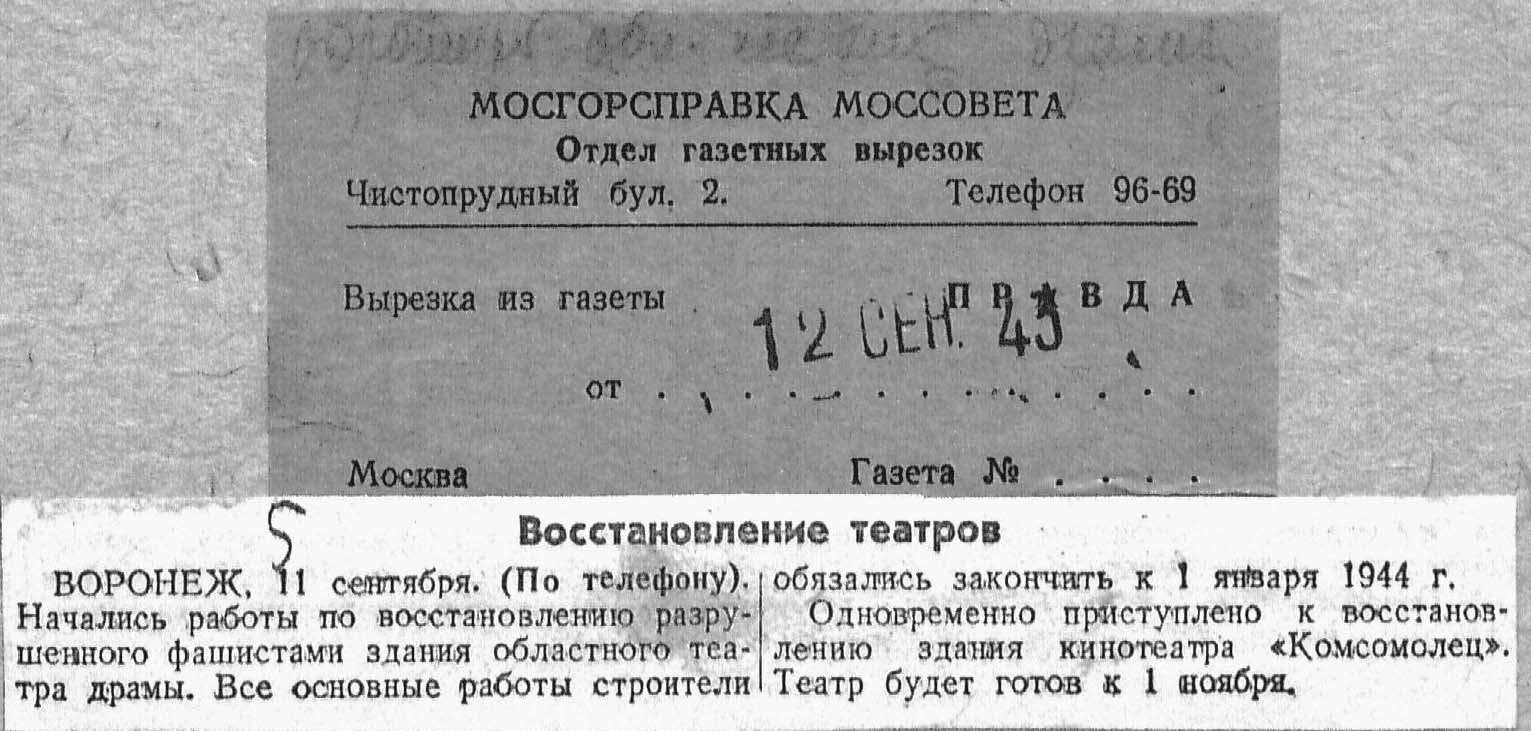 МОСГОРСПРАВКА МОССОВЕТА
Отдел газетных вырезок
Чистопрудный бул. 2. Телефон 96-69
Вырезка из газеты ПРАВДА
12 СЕН. 43
от . . . . . . . . . . . . .
Москва Газета № . . . .
Восстановление театров
ВОРОНЕЖ, 11 сентября. (По телефону).
Начались работы по восстановлению разру-
шенного фашистами здания областного теа-
тра драмы. Все основные работы строители
обязались закончить к 1 января 1944 г.
Одновременно приступлено к восстанов-
лению здания кинотеатра «Комсомолец».
Театр будет готов к 1 ноября.